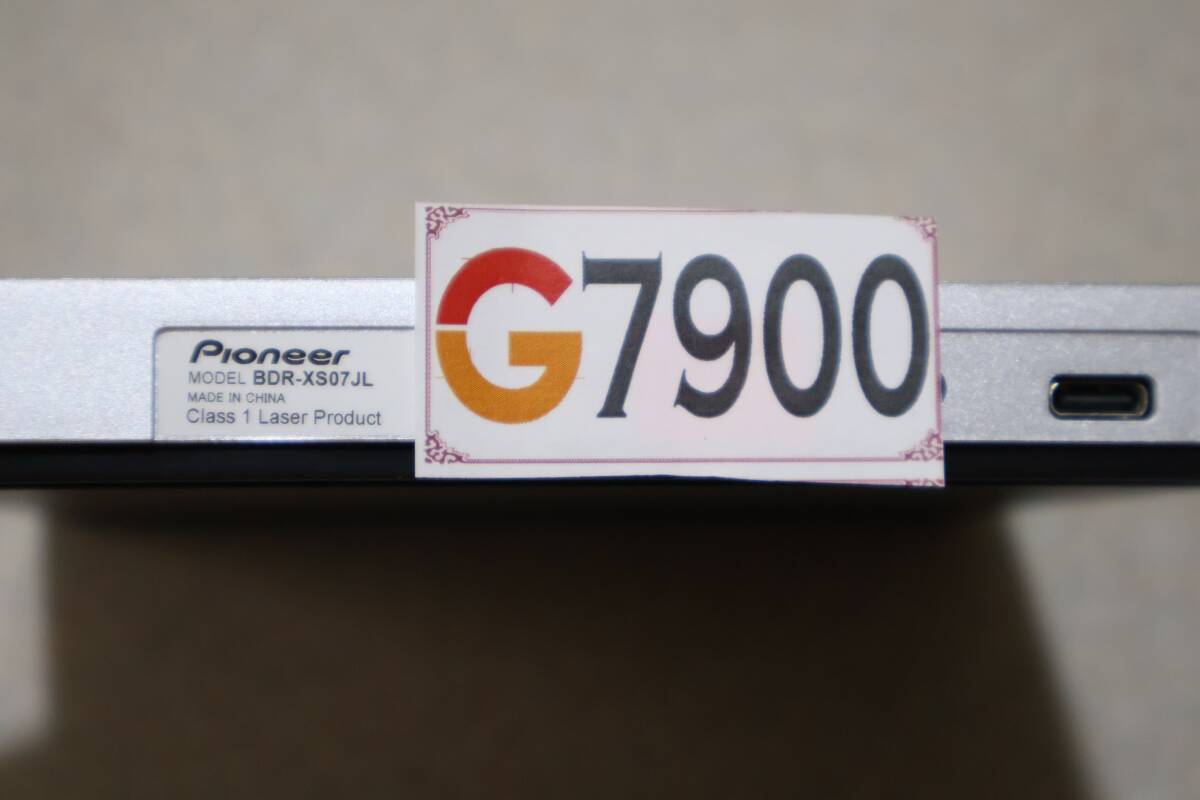 Pioneer
MODEL BDR-XS07JL
MADE IN CHINA
Class 1 Laser Product
G7900